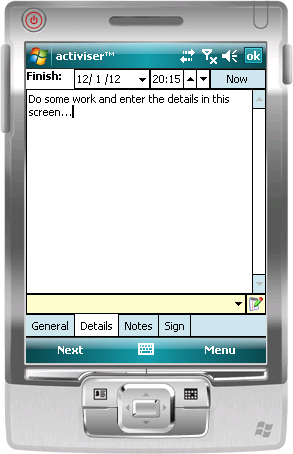 activiser™ ok
Finish: 12/ 1 /12 20:15 Now
Do some work and enter the details in this
screen...
General Details Notes Sign
Next Menu